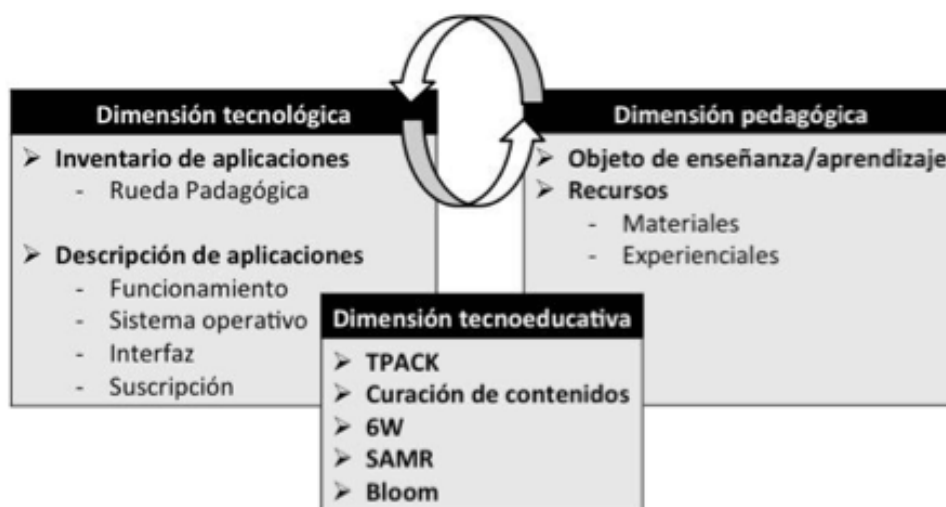 Dimensión tecnológica
➢ Inventario de aplicaciones
- Rueda Padagógica
➢ Descripción de aplicaciones
- Funcionamiento
- Sistema operativo
- Interfaz
- Suscripción
Dimensión pedagógica
➢ Objeto de enseñanza/aprendizaje
➢ Recursos
- Materiales
- Experienciales
Dimensión tecnoeducativa
➢ TPACK
➢ Curación de contenidos
➢ 6W
➢ SAMR
➢ Bloom